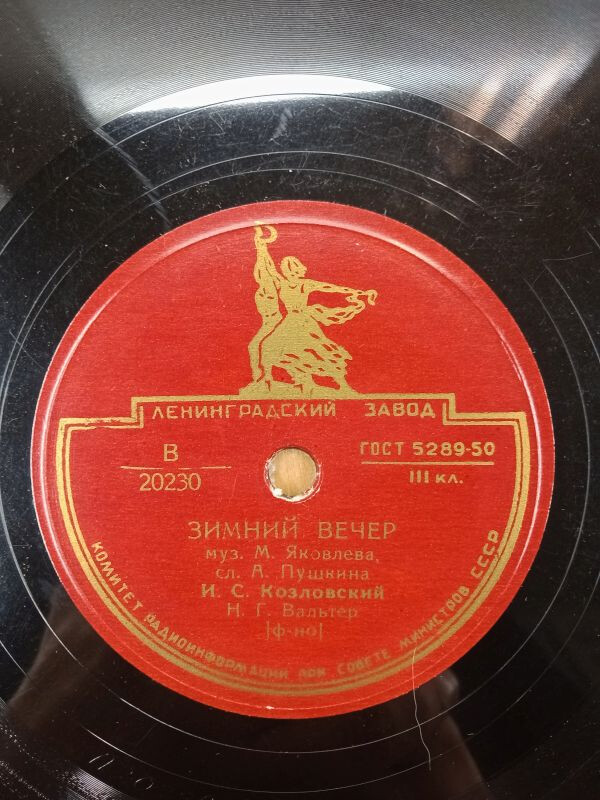 ЛЕНИНГРАДСКИЙ ЗАВОД
В
20230
ГОСТ 5289-50
III кл.
ЗИМНИЙ ВЕЧЕР
муз. М. Яковлева,
сл. А. Пушкина
И. С. Козловский
Н. Г. Вальтер
[ф-но]
КОМИТЕТ РАДИОИНФОРМАЦИИ ПРИ СОВЕТЕ МИНИСТРОВ СССР